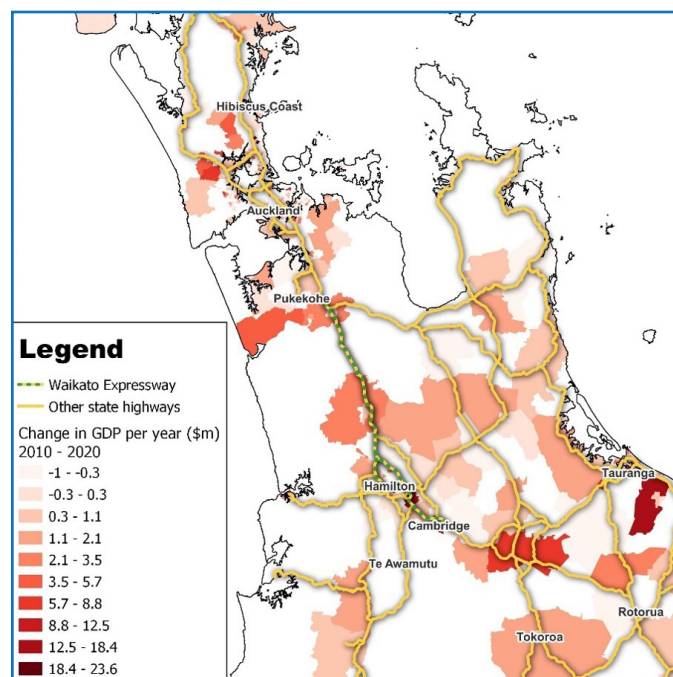 Hibiscus Coast
Auckland
Pukekohe
Legend
Waikato Expressway
Other state highways
Change in GDP per year ($m)
2010 - 2020
-1 - -0.3
-0.3 - 0.3
0.3 - 1.1
1.1 - 2.1
2.1 - 3.5
3.5 - 5.7
5.7 - 8.8
8.8 - 12.5
12.5 - 18.4
18.4 - 23.6
Tauranga
Hamilton
Cambridge
Te Awamutu
Rotorua
Tokoroa